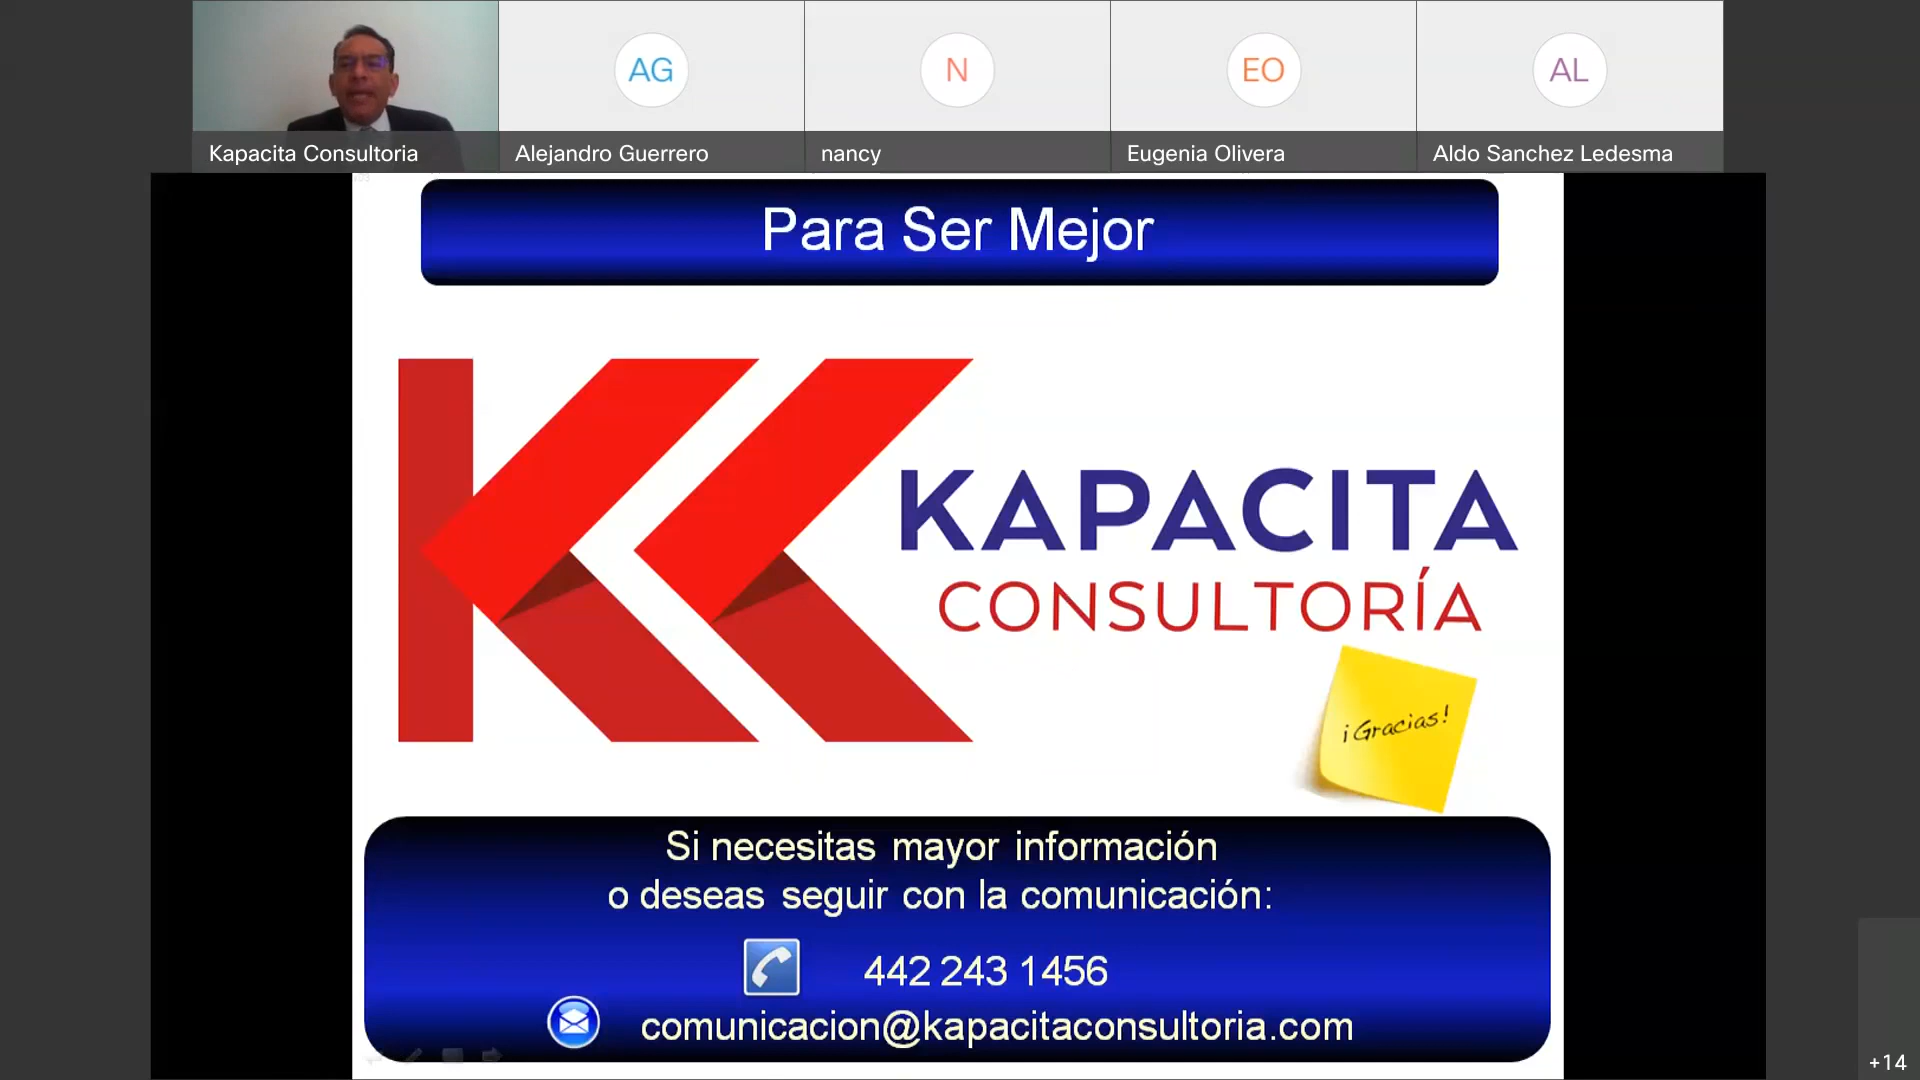 AG
N
EO
AL
Kapacita Consultoria
Alejandro Guerrero
nancy
Eugenia Olivera
Aldo Sanchez Ledesma
Para Ser Mejor
KAPACITA
CONSULTORÍA
¡Gracias!
Si necesitas mayor información
o deseas seguir con la comunicación:
442 243 1456
comunicacion@kapacitaconsultoria.com
+14